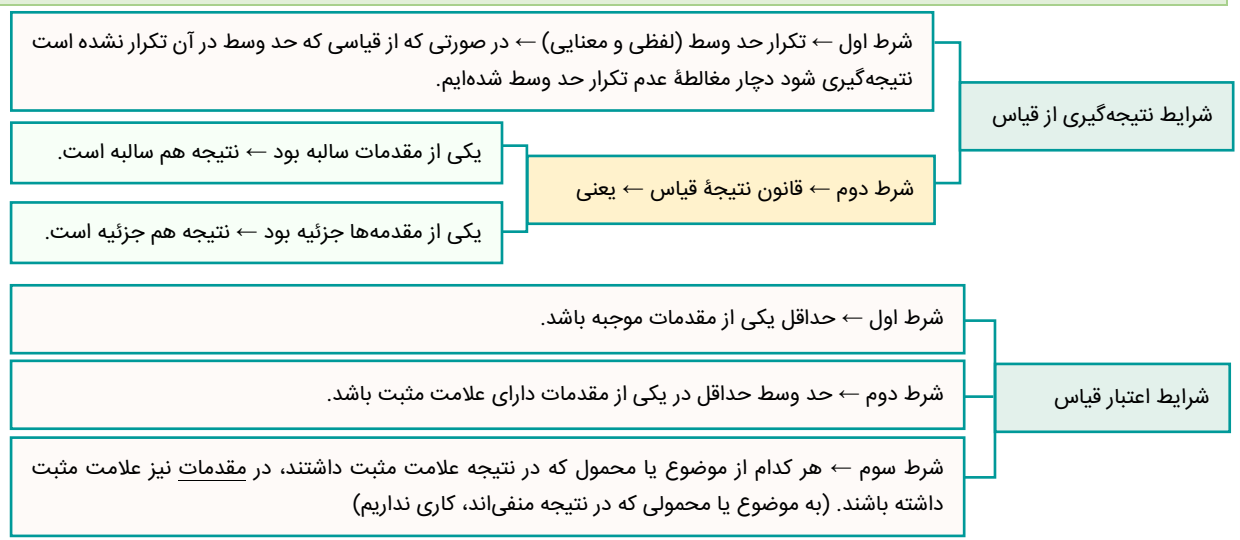 شرایط نتیجه‌گیری از قیاس
شرط اول ← تکرار حد وسط (لفظی و معنایی) ← در صورتی که از قیاسی که حد وسط در آن تکرار نشده است
نتیجه‌گیری شود دچار مغالطهٔ عدم تکرار حد وسط شده‌ایم.
شرط دوم ← قانون نتیجهٔ قیاس ← یعنی
یکی از مقدمات سالبه بود ← نتیجه هم سالبه است.
یکی از مقدمه‌ها جزئیه بود ← نتیجه هم جزئیه است.
شرایط اعتبار قیاس
شرط اول ← حداقل یکی از مقدمات موجبه باشد.
شرط دوم ← حد وسط حداقل در یکی از مقدمات دارای علامت مثبت باشد.
شرط سوم ← هر کدام از موضوع یا محمول که در نتیجه علامت مثبت داشتند، در مقدمات نیز علامت مثبت
داشته باشند. (به موضوع یا محمولی که در نتیجه منفی‌اند، کاری نداریم)